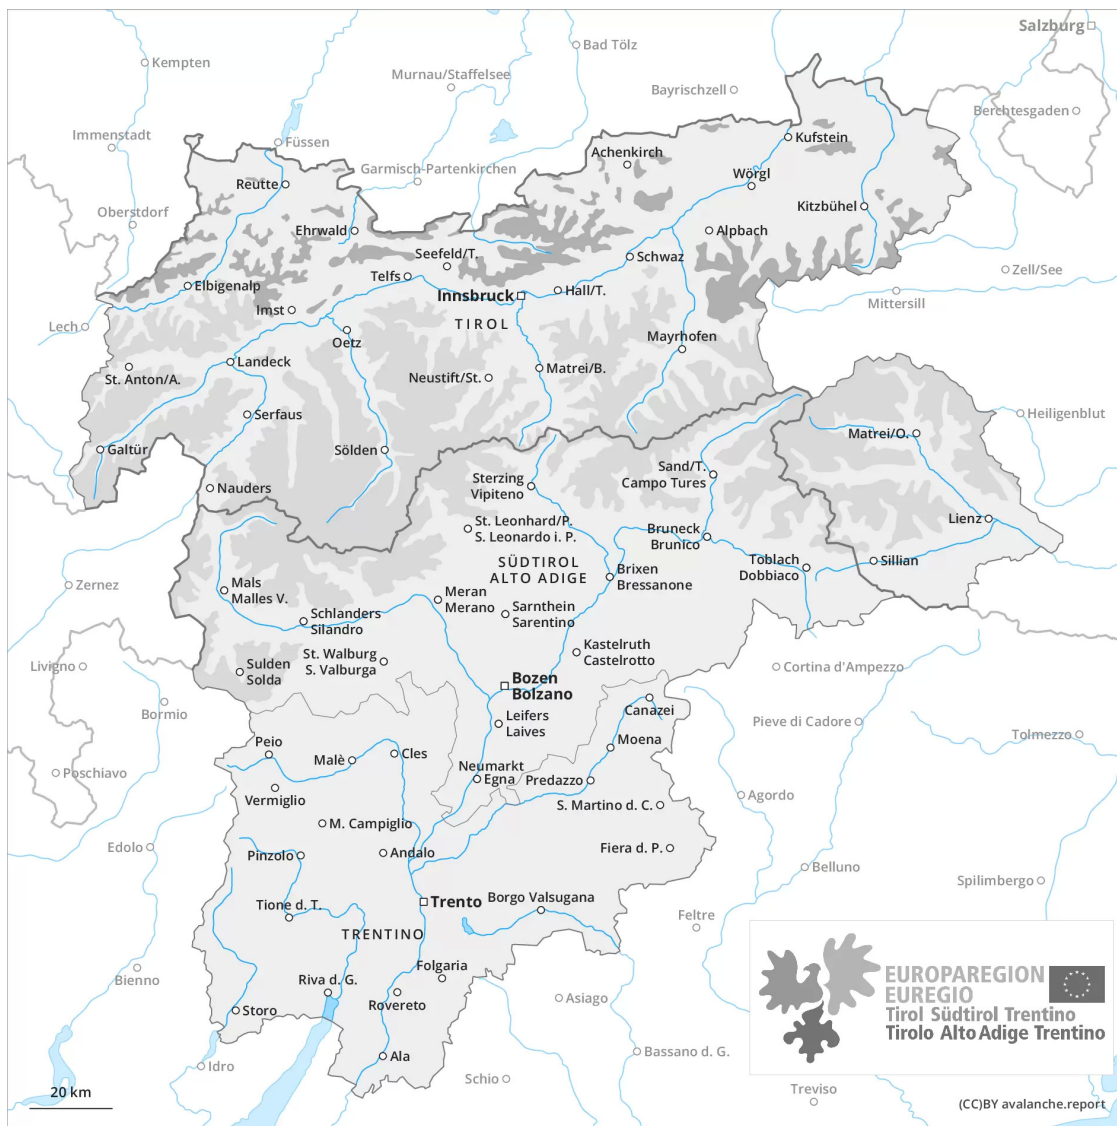 Salzburg
Bad Tölz
Kempten
Murnau/Staffelsee
Bayrischzell
Berchtesgaden
Immenstadt
Füssen
Kufstein
Achenkirch
Garmisch-Partenkirchen
Wörgl
Reutte
Kitzbühel
Oberstdorf
Ehrwald
Alpbach
Seefeld/T.
Schwaz
Zell/See
Telfs
Elbigenalp
Hall/T.
Innsbruck
Mittersill
Imst
TIROL
Lech
Oetz
Mayrhofen
Landeck
Matrei/B.
St. Anton/A.
Neustift/St.
Serfaus
Heiligenblut
Matrei/O.
Galtür
Sölden
Sand/T.
Campo Tures
Sterzing
Vipiteno
Nauders
Lienz
St. Leonhard/P.
S. Leonardo i. P.
Bruneck
Brunico
SÜDTIROL
ALTO ADIGE
Toblach
Dobbiaco
Sillian
Brixen
Bressanone
Zernez
Mals
Malles V.
Meran
Merano
Schlanders
Silandro
Sarnthein
Sarentino
Kastelruth
Castelrotto
St. Walburg
S. Valburga
Livigno
Sulden
Solda
Cortina d'Ampezzo
Bozen
Bolzano
Bormio
Canazei
Leifers
Laives
Pieve di Cadore
Tolmezzo
Peio
Moena
Malè
Cles
Poschiavo
Neumarkt
Egna
Predazzo
Vermiglio
Agordo
S. Martino d. C.
M. Campiglio
Edolo
Pinzolo
Andalo
Fiera d. P.
Belluno
Spilimbergo
Trento
Borgo Valsugana
Tione d. T.
Feltre
TRENTINO
Bienno
Folgaria
Riva d. G.
Rovereto
Asiago
Storo
EUROPAREGION
EUREGIO
Tirol Südtirol Trentino
Tirolo Alto Adige Trentino
Ala
Bassano d. G.
Idro
Schio
Treviso
20 km
(CC)BY avalanche.report